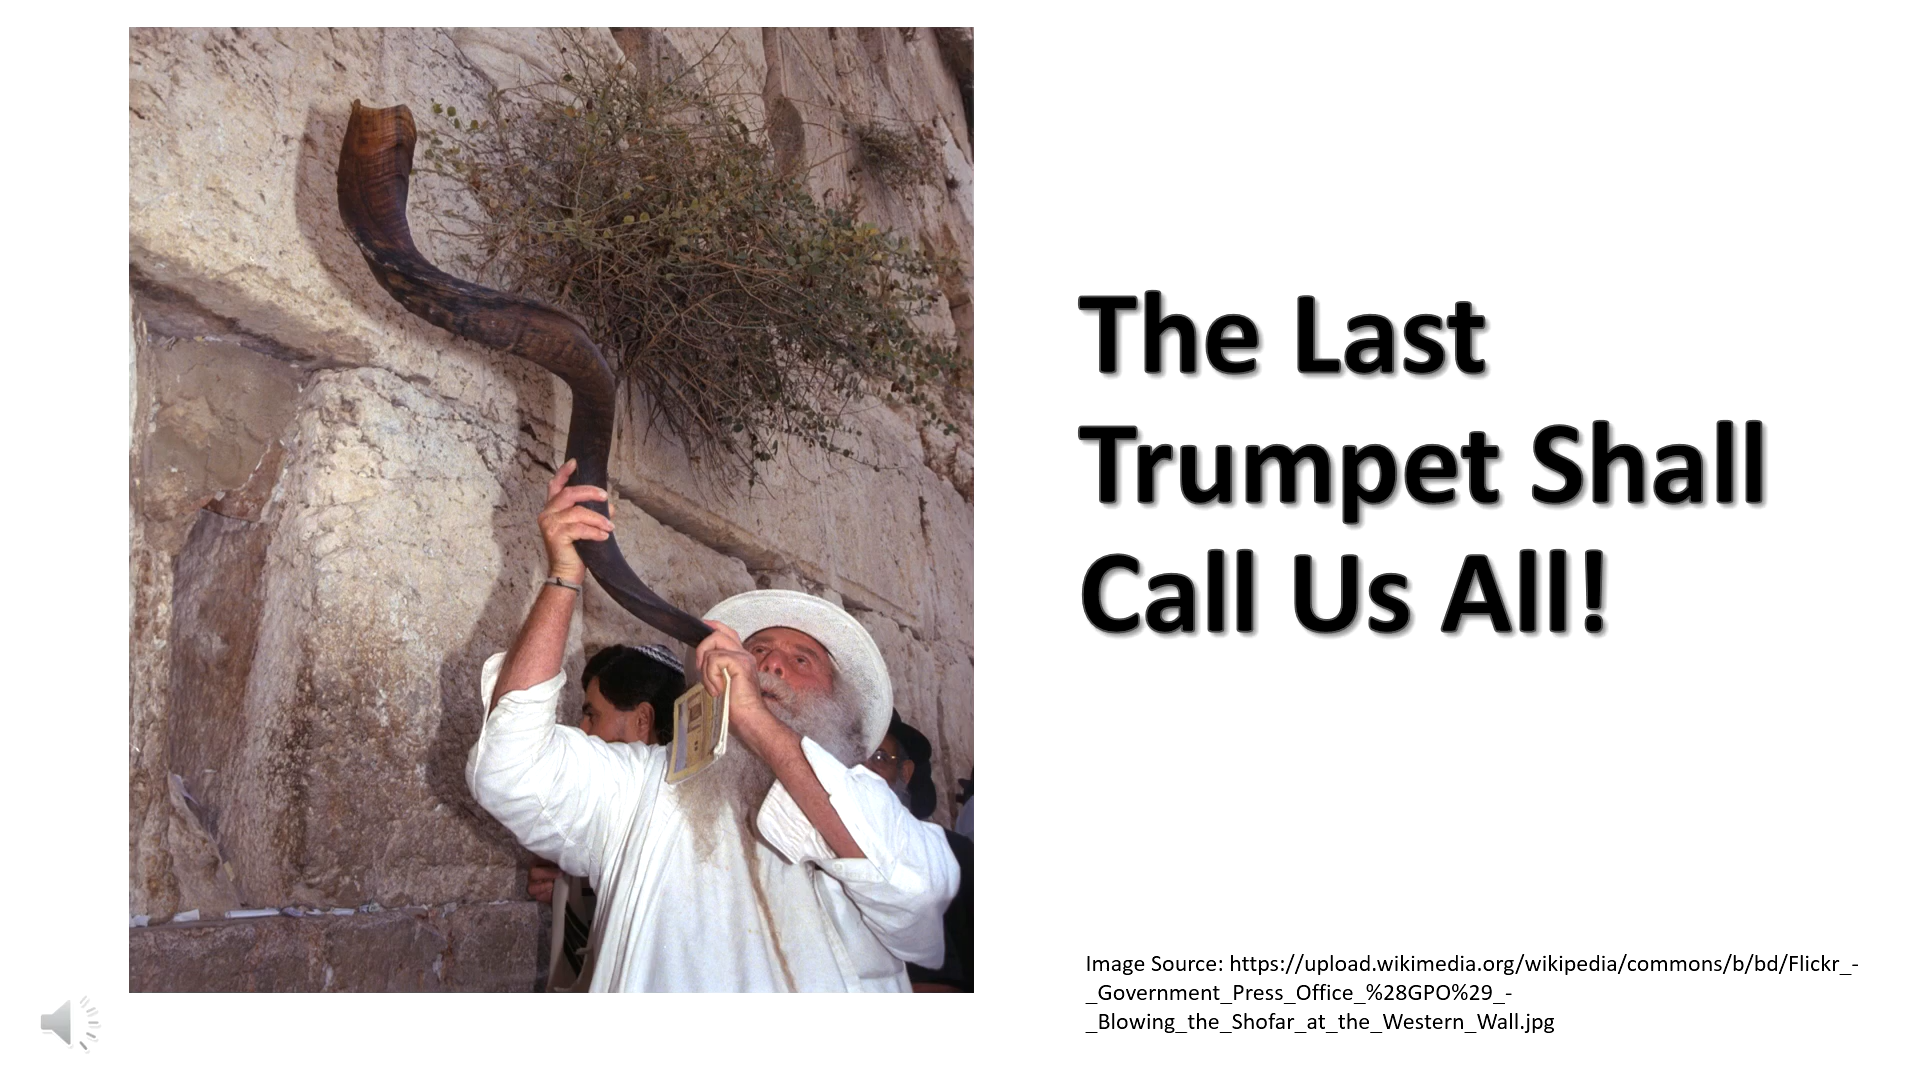 The Last
Trumpet Shall
Call Us All!
Image Source: https://upload.wikimedia.org/wikipedia/commons/b/bd/Flickr_-
_Government_Press_Office_%28GPO%29_-
_Blowing_the_Shofar_at_the_Western_Wall.jpg